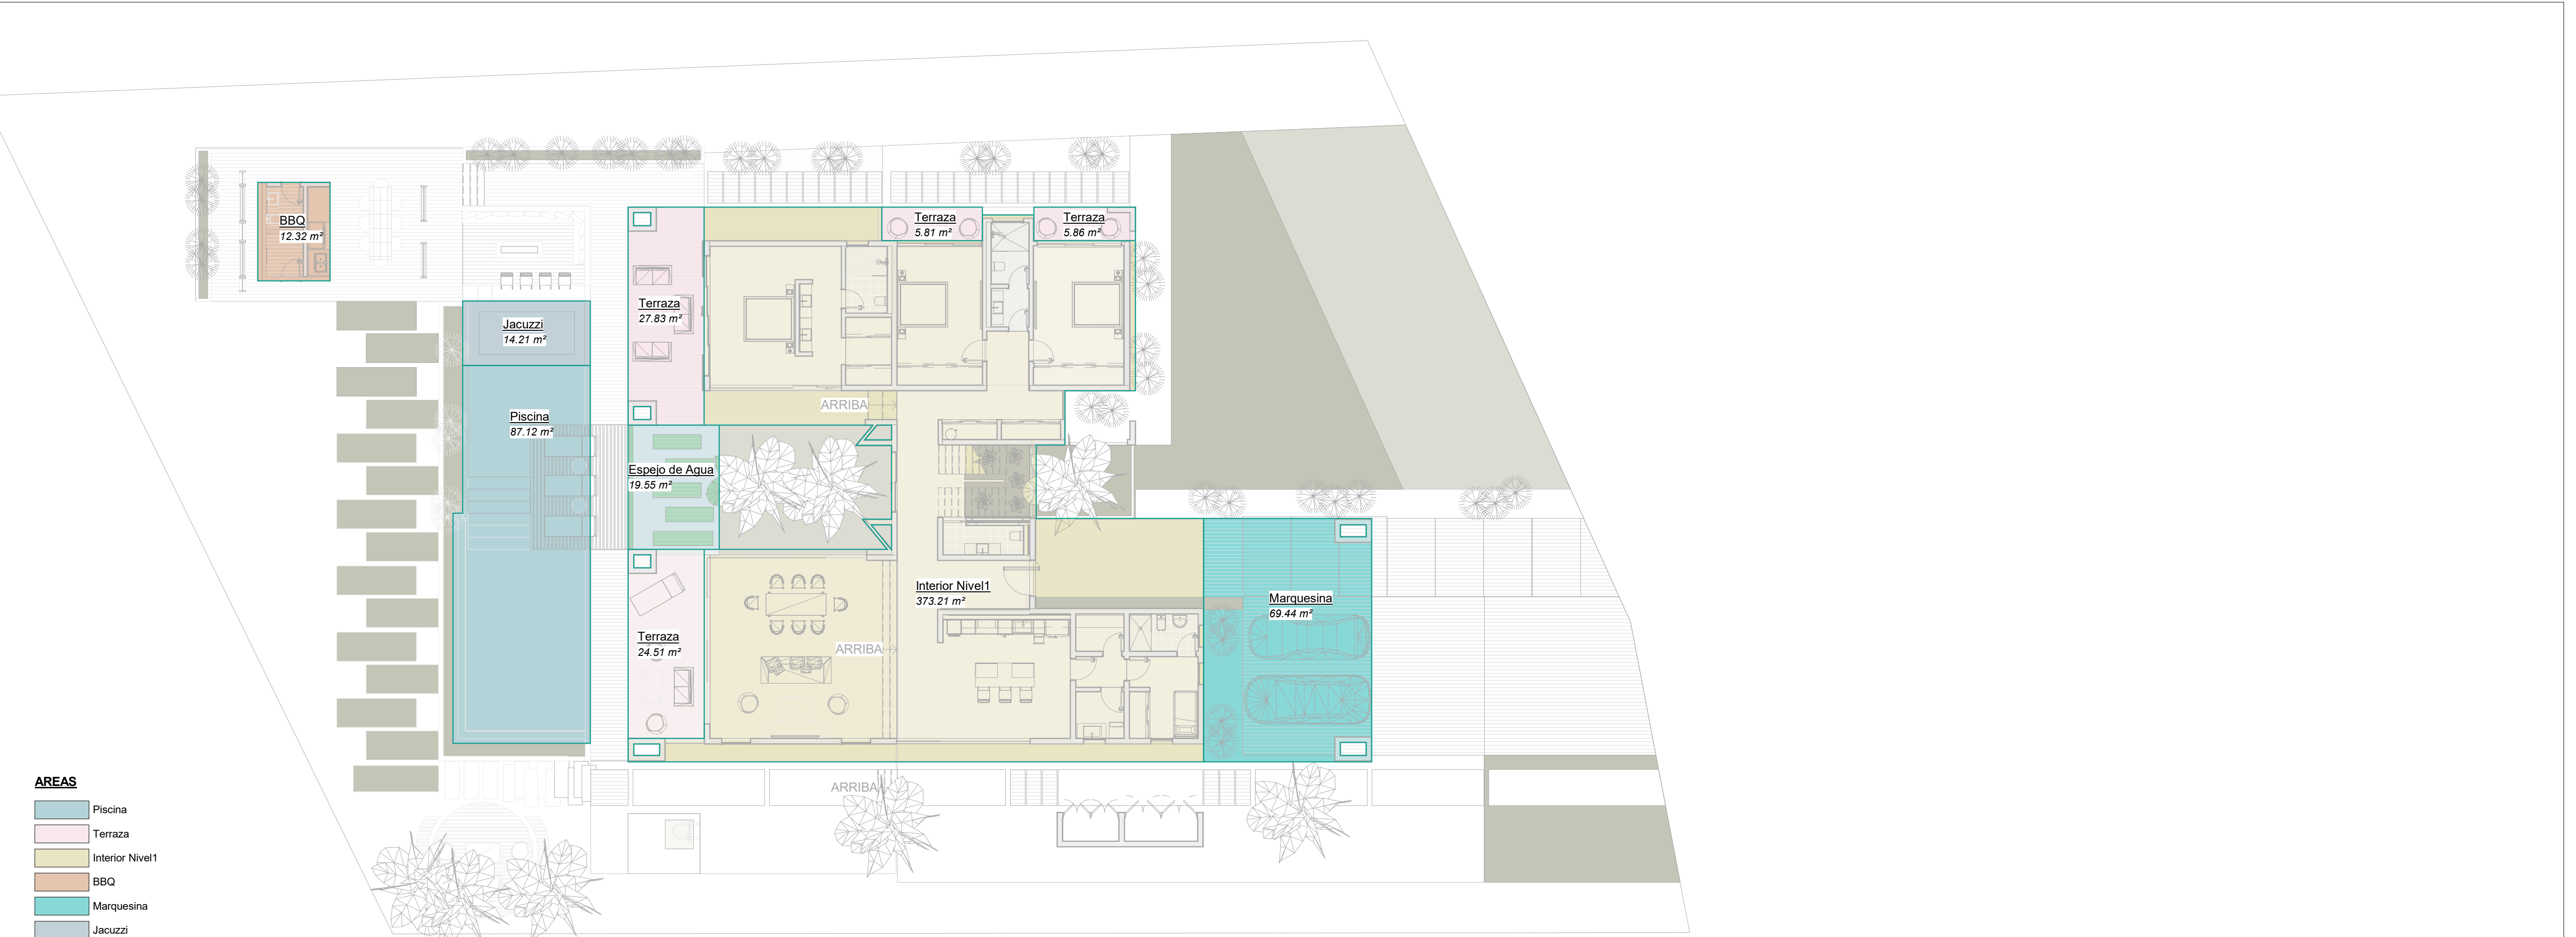 BBQ
12.32 m²
Terraza
5.81 m²
Terraza
5.86 m²
Terraza
27.83 m²
Jacuzzi
14.21 m²
ARRIBA
Piscina
87.12 m²
Espejo de Agua
19.55 m²
Interior Nivel1
373.21 m²
Marquesina
69.44 m²
Terraza
24.51 m²
ARRIBA
ARRIBA
AREAS
Piscina
Terraza
Interior Nivel1
BBQ
Marquesina
Jacuzzi